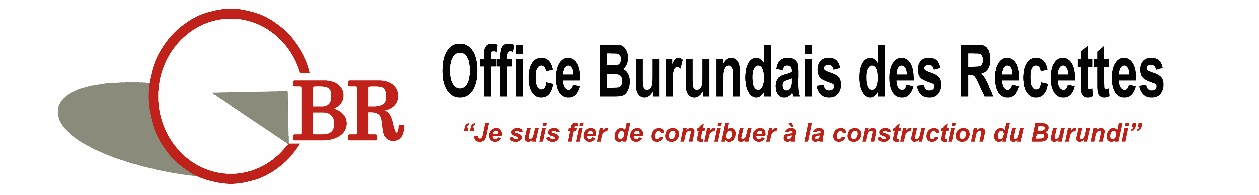 OBR
Office Burundais des Recettes
“Je suis fier de contribuer à la construction du Burundi”